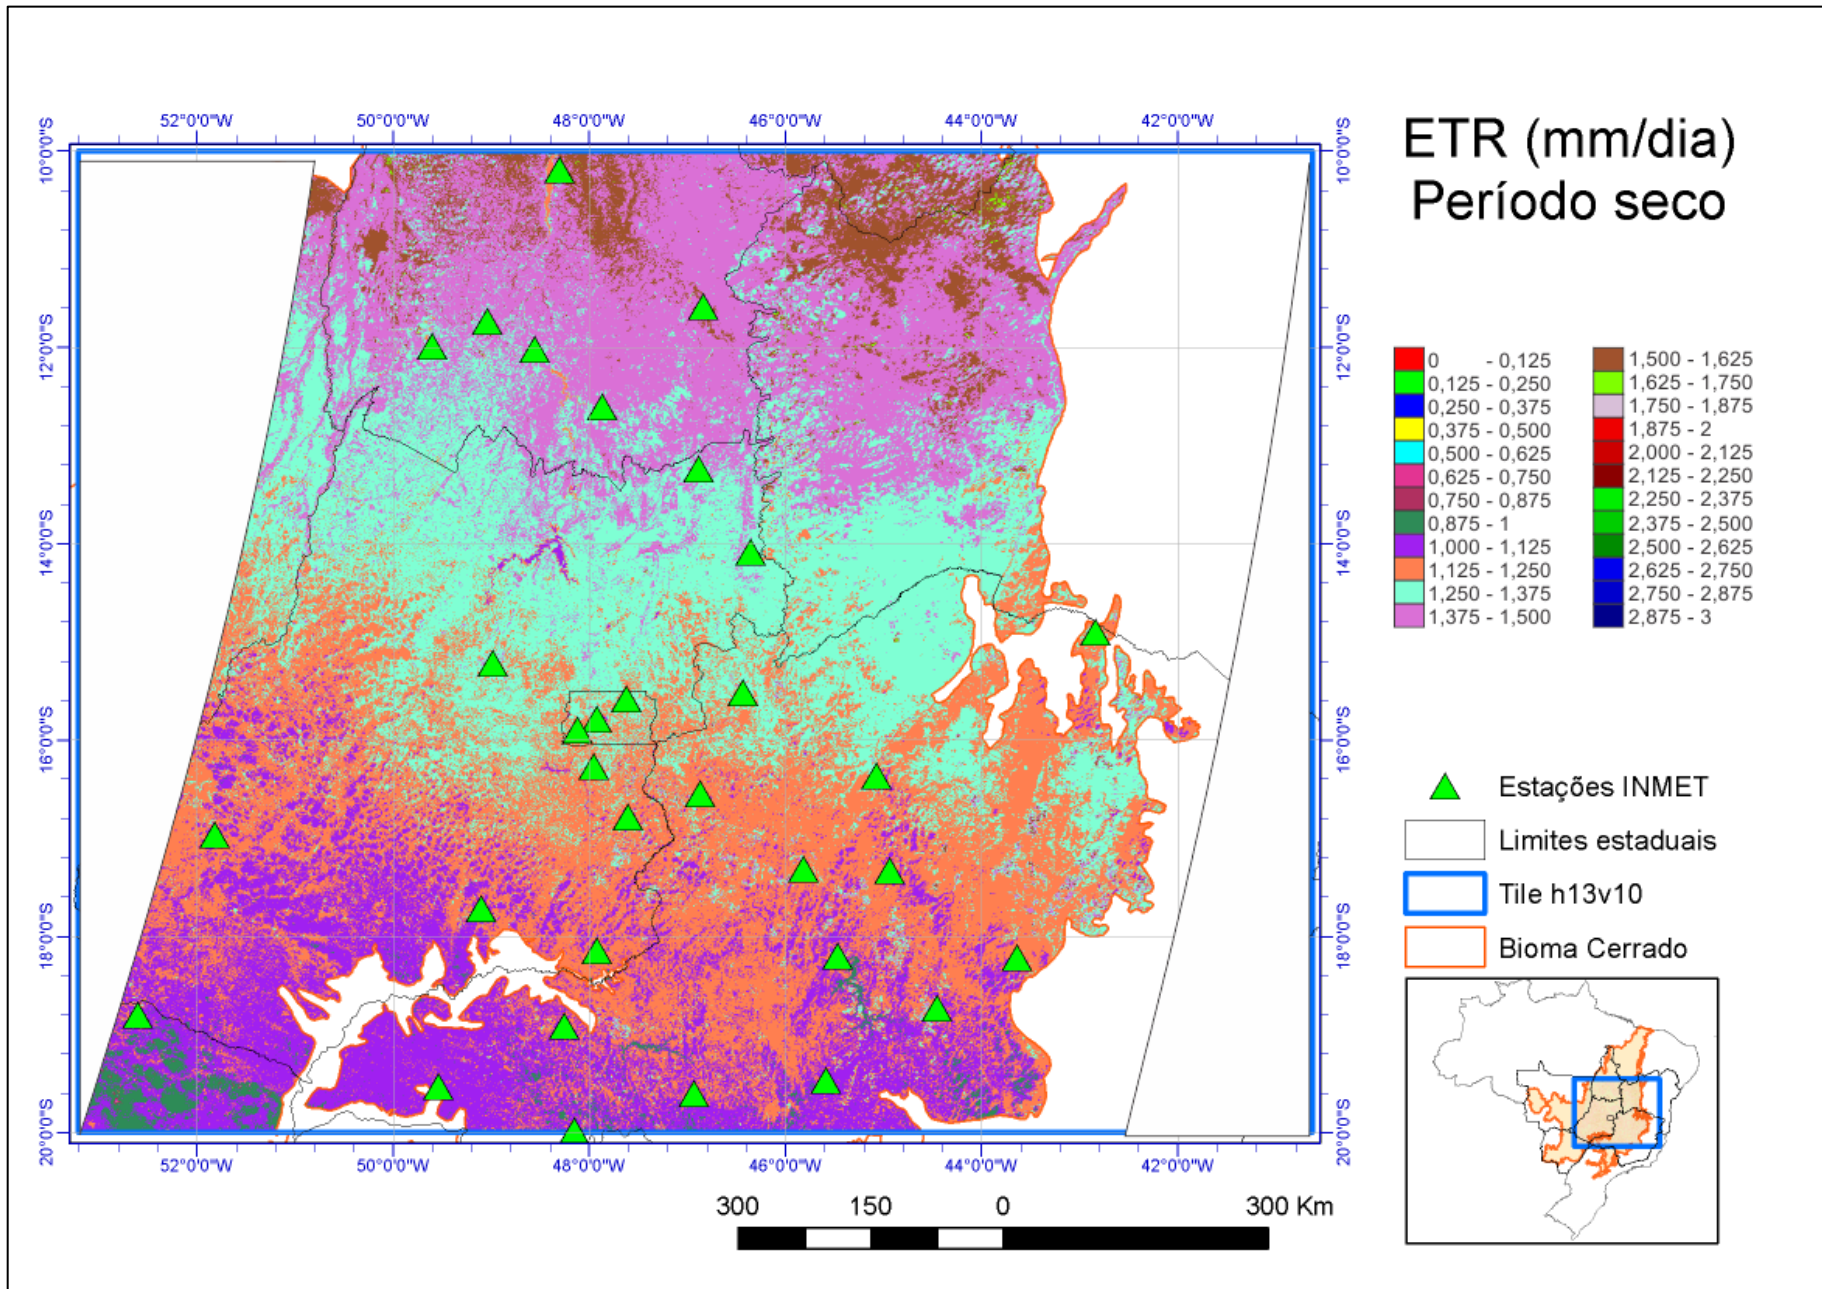 ETR (mm/dia)
Período seco
52°0'0"W 50°0'0"W 48°0'0"W 46°0'0"W 44°0'0"W 42°0'0"W
10°0'0"S 10°0'0"S
12°0'0"S 12°0'0"S
14°0'0"S 14°0'0"S
16°0'0"S 16°0'0"S
18°0'0"S 18°0'0"S
20°0'0"S 20°0'0"S
52°0'0"W 50°0'0"W 48°0'0"W 46°0'0"W 44°0'0"W 42°0'0"W
0 - 0,125
0,125 - 0,250
0,250 - 0,375
0,375 - 0,500
0,500 - 0,625
0,625 - 0,750
0,750 - 0,875
0,875 - 1
1,000 - 1,125
1,125 - 1,250
1,250 - 1,375
1,375 - 1,500
1,500 - 1,625
1,625 - 1,750
1,750 - 1,875
1,875 - 2
2,000 - 2,125
2,125 - 2,250
2,250 - 2,375
2,375 - 2,500
2,500 - 2,625
2,625 - 2,750
2,750 - 2,875
2,875 - 3
Estações INMET
Limites estaduais
Tile h13v10
Bioma Cerrado
300 150 0 300 Km